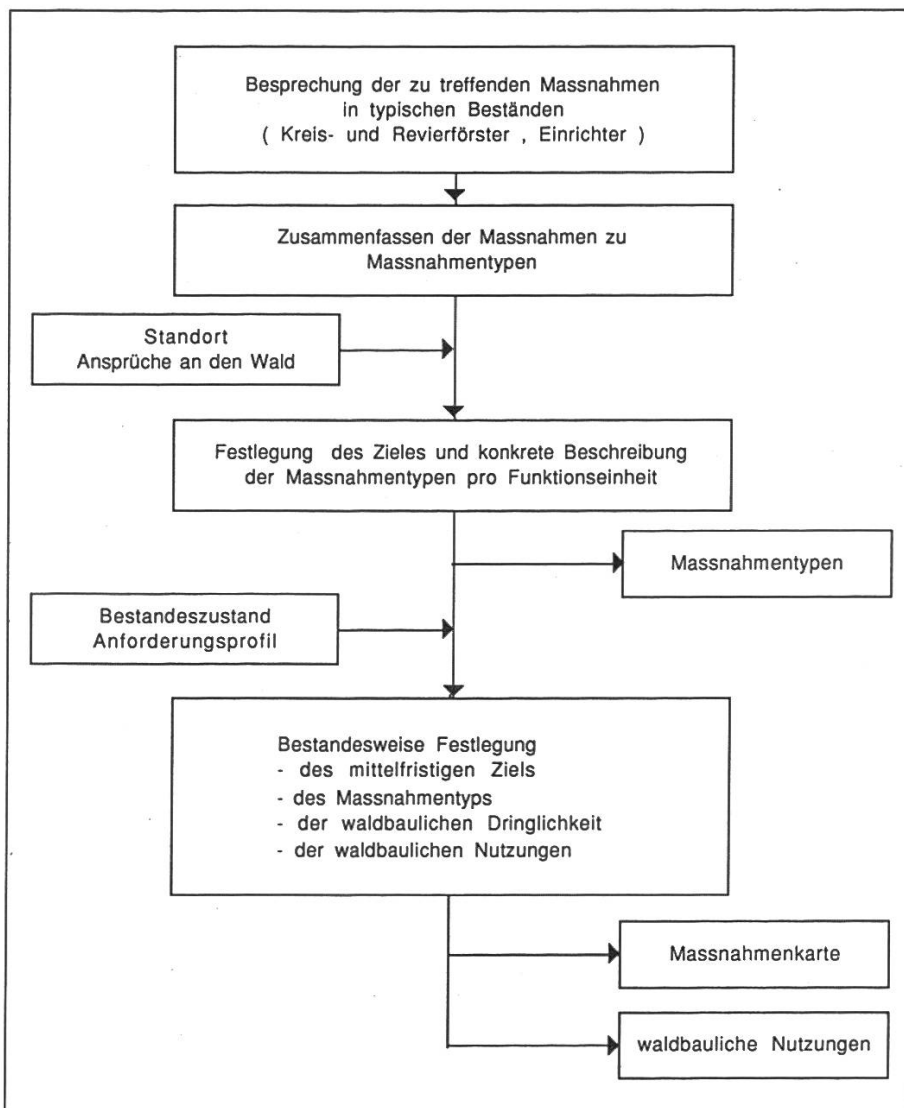 Besprechung der zu treffenden Massnahmen
in typischen Beständen
( Kreis- und Revierförster , Einrichter )
Zusammenfassen der Massnahmen zu
Massnahmentypen
Standort
Ansprüche an den Wald
Festlegung des Zieles und konkrete Beschreibung
der Massnahmentypen pro Funktionseinheit
Massnahmentypen
Bestandeszustand
Anforderungsprofil
Bestandesweise Festlegung
- des mittelfristigen Ziels
- des Massnahmentyps
- der waldbaulichen Dringlichkeit
- der waldbaulichen Nutzungen
Massnahmenkarte
waldbauliche Nutzungen